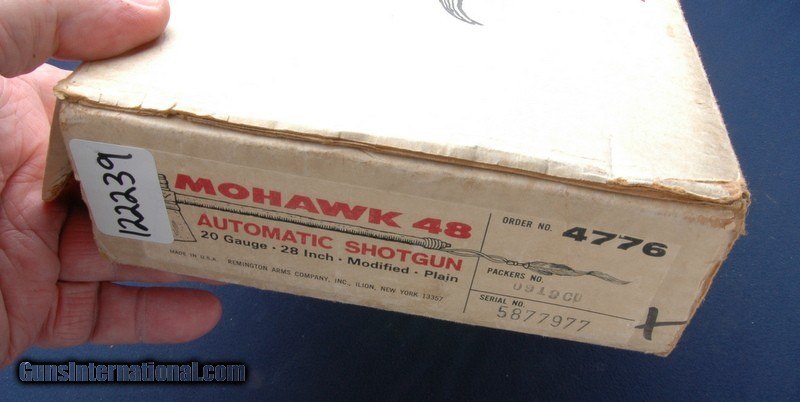 122239
MOHAWK 48
AUTOMATIC SHOTGUN
20 Gauge · 28 Inch · Modified · Plain
MADE IN U.S.A. REMINGTON ARMS COMPANY, INC., ILION, NEW YORK 13357
ORDER NO. 4776
PACKERS NO.
0919CU
SERIAL NO.
5877977
GunsInternational.com